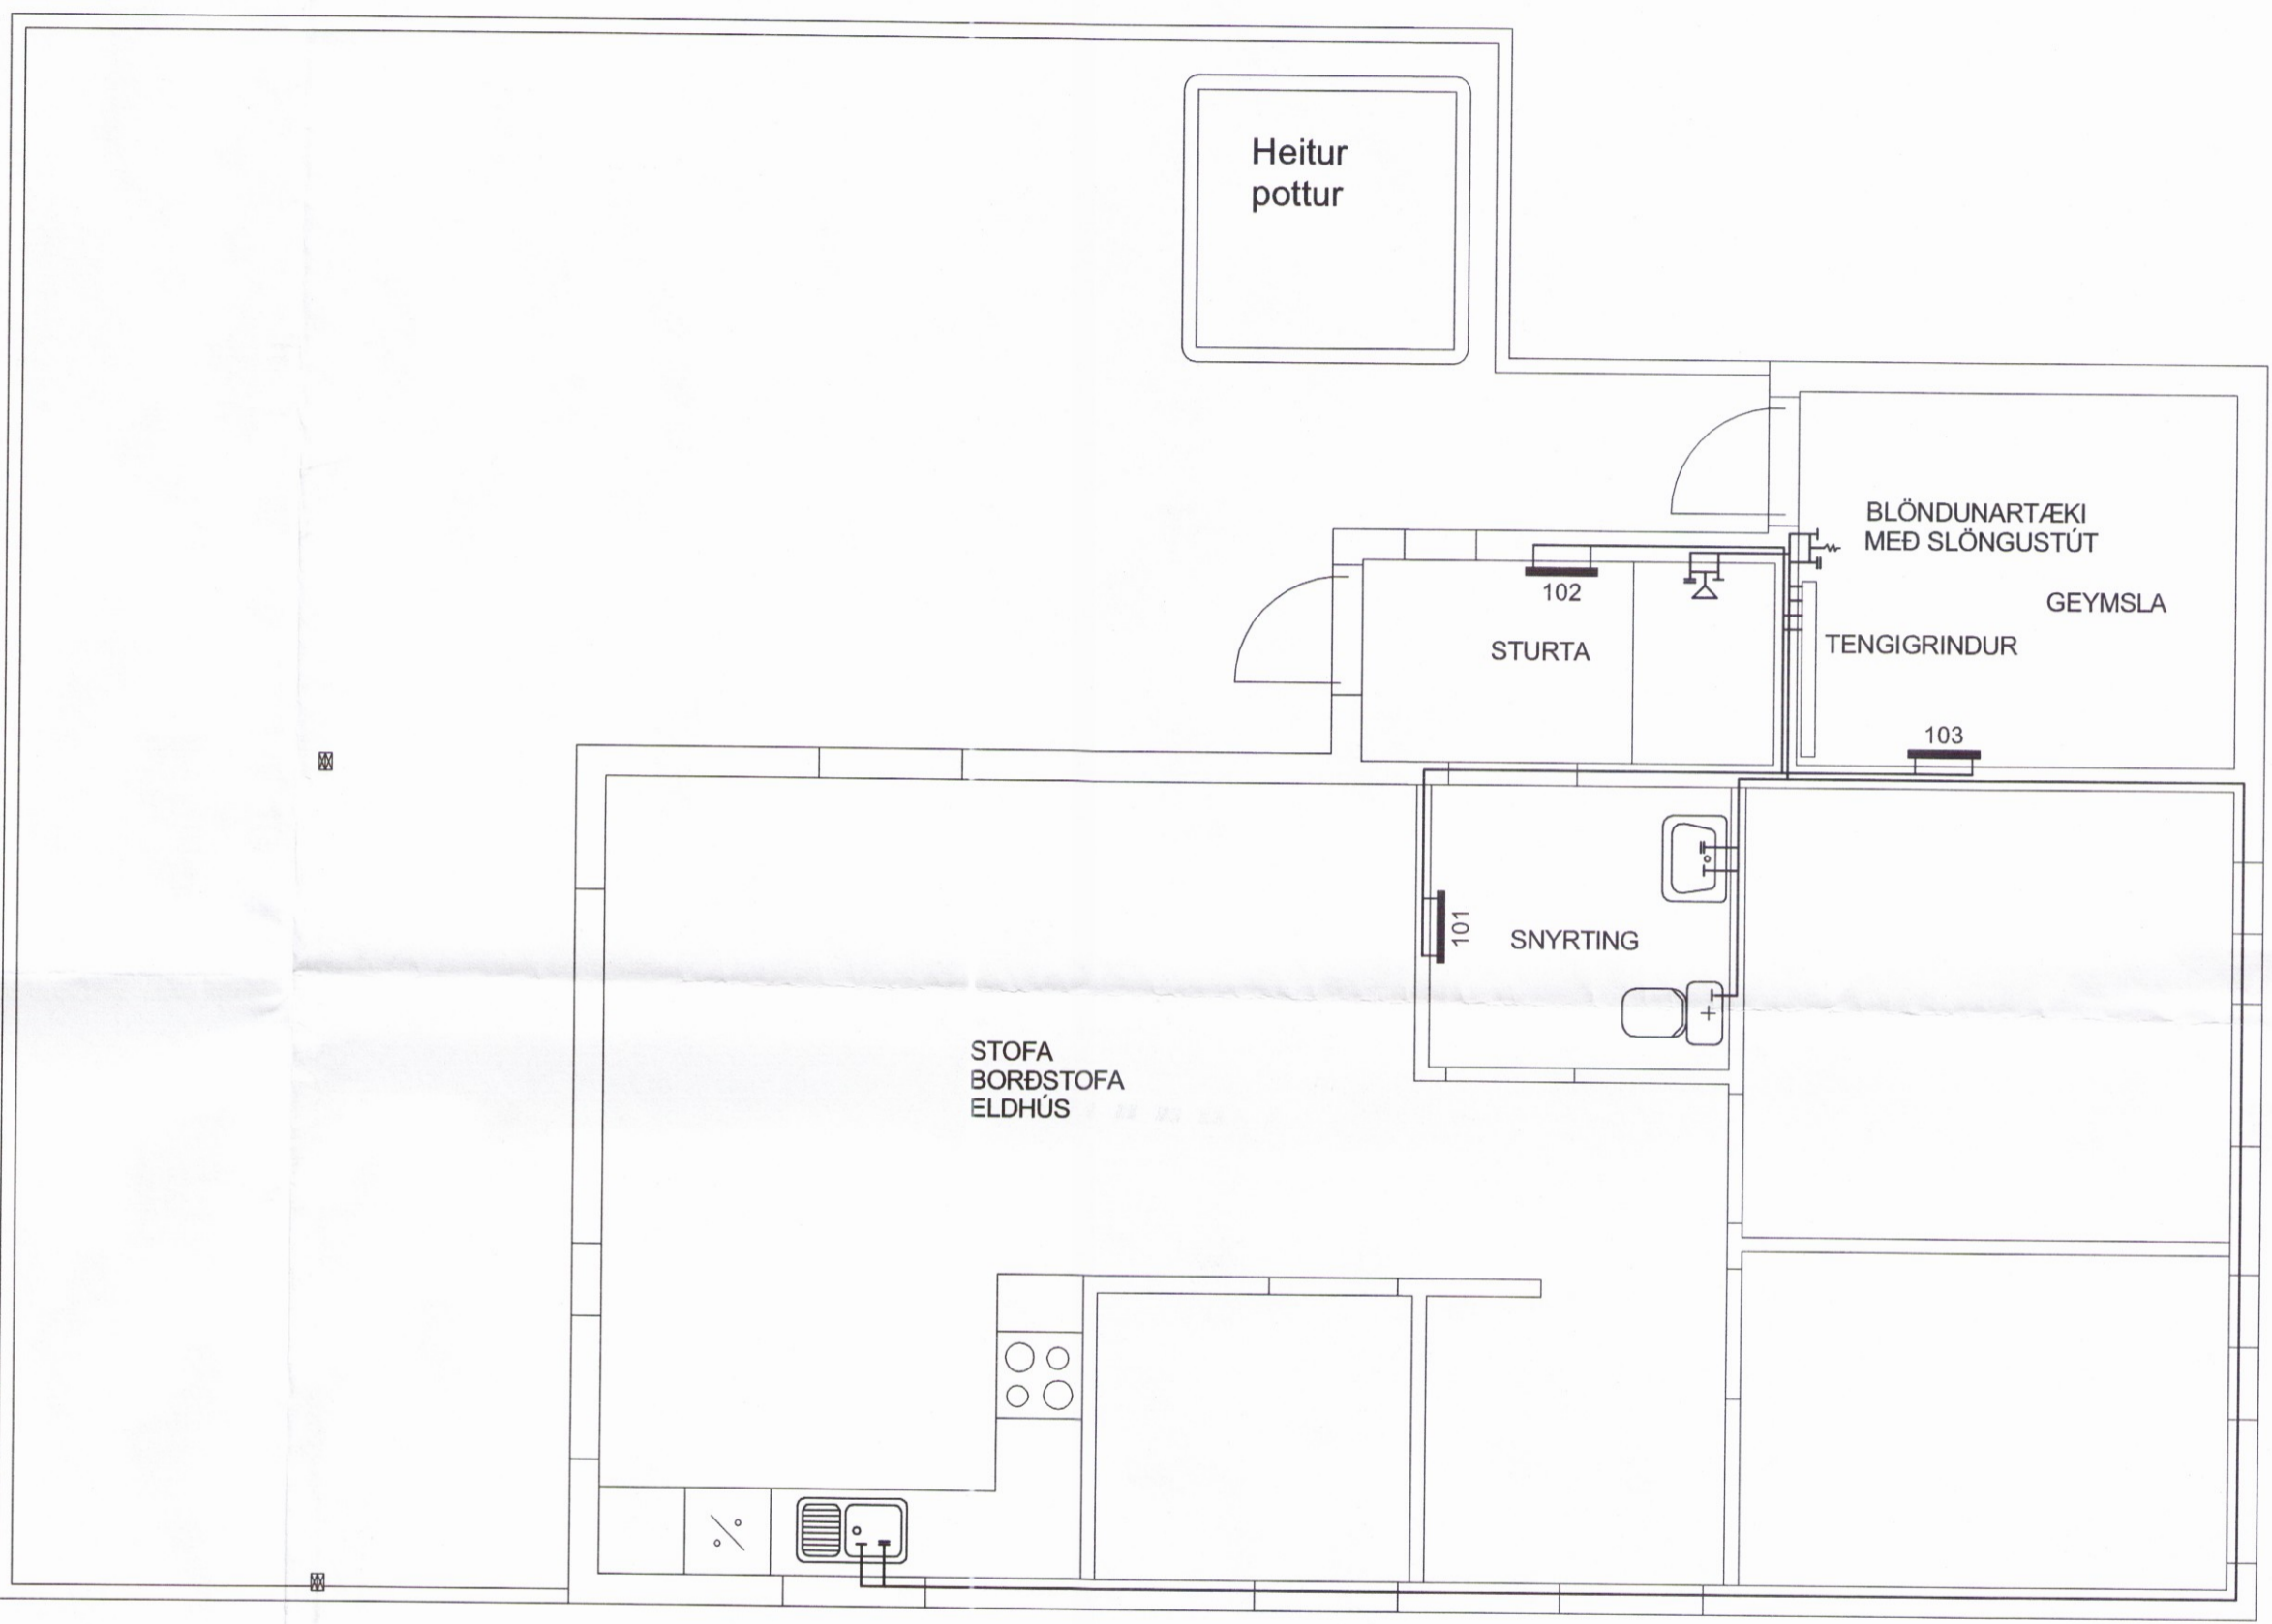 Heitur
pottur
BLÖNDUNARTÆKI
MEÐ SLÖNGUSTÚT
102
GEYMSLA
STURTA
TENGIGRINDUR
103
101
SNYRTING
STOFA
BORÐSTOFA
ELDHÚS